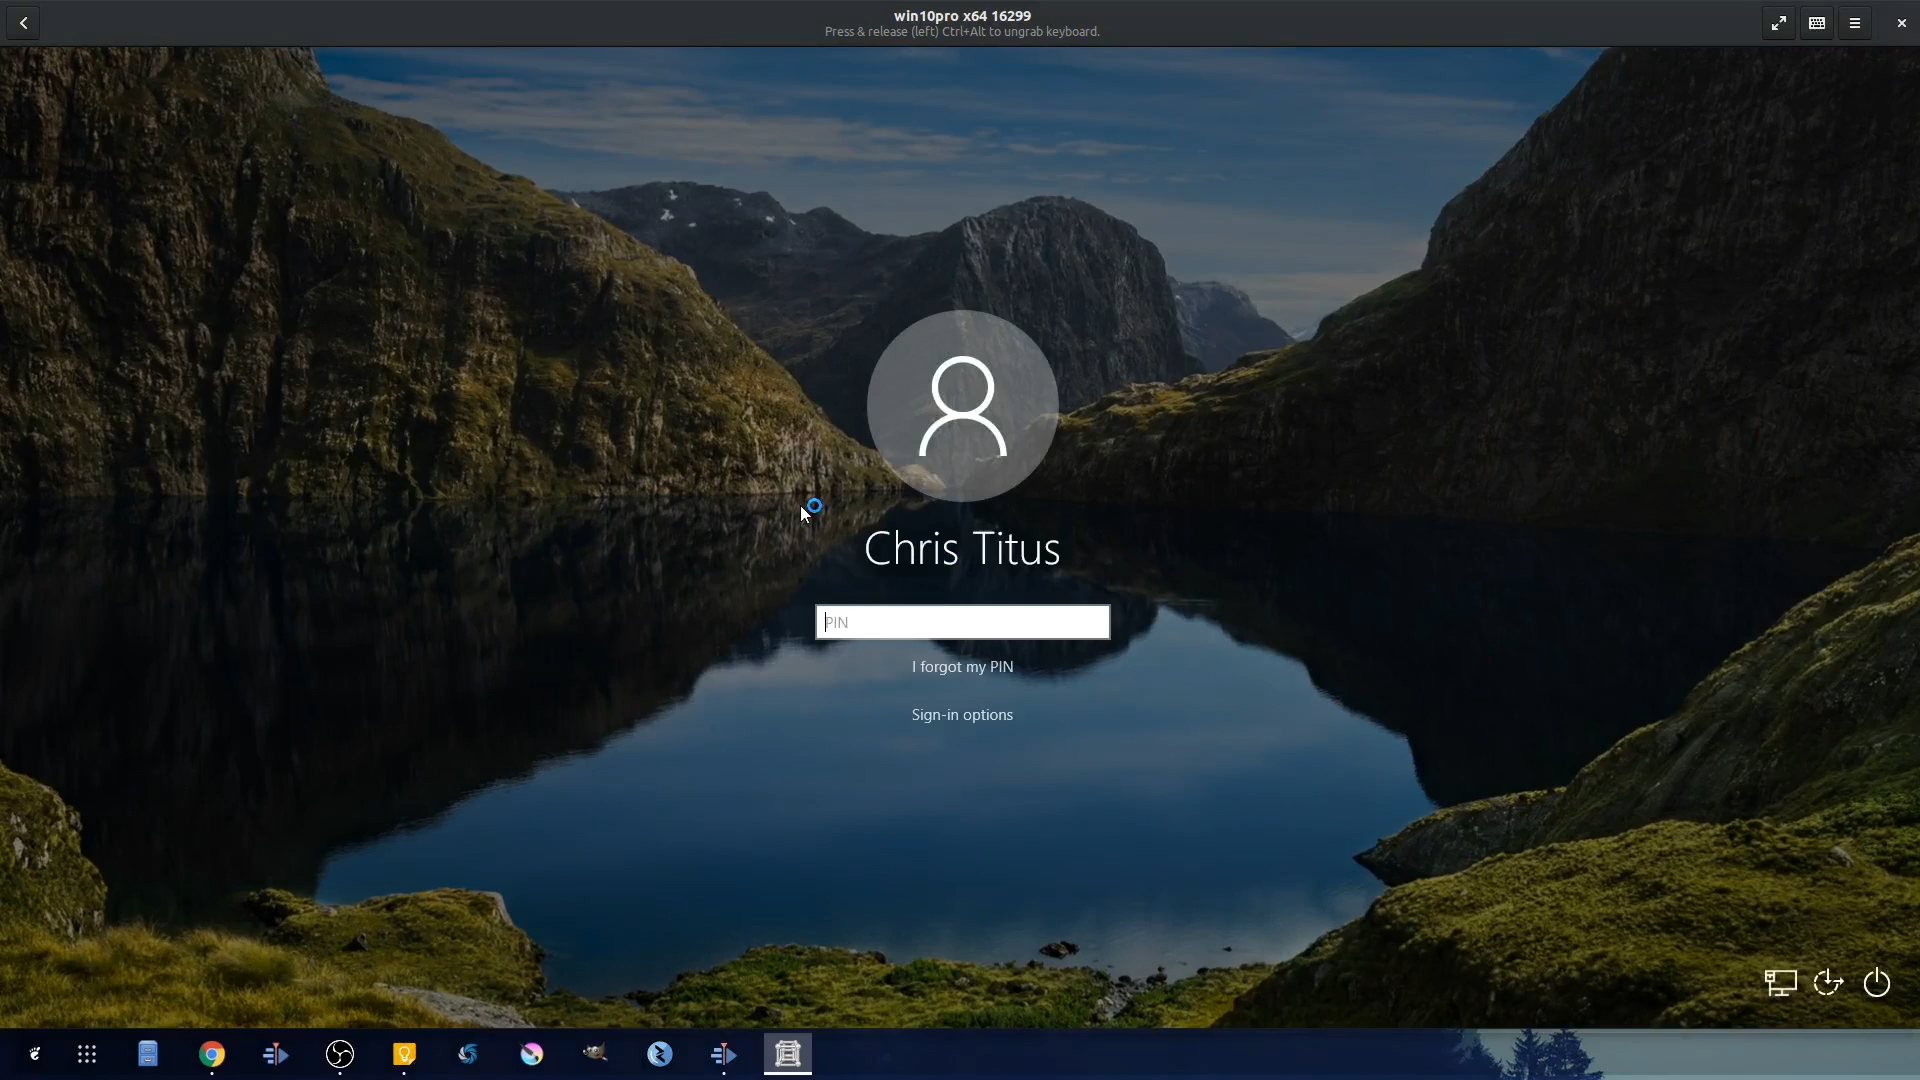 win10pro x64 16299
Press & release (left) Ctrl+Alt to ungrab keyboard.
Chris Titus
PIN
I forgot my PIN
Sign-in options